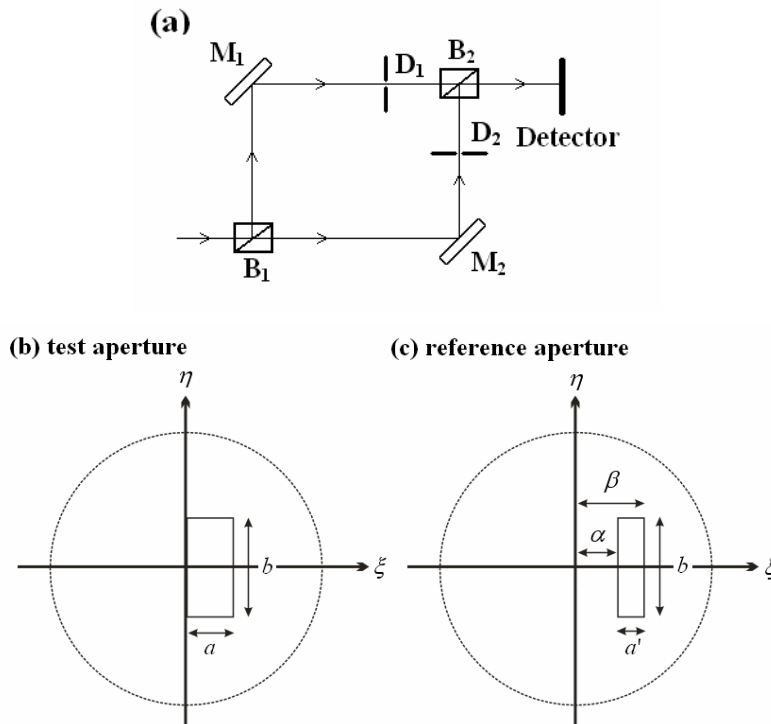 (a)
M1
D1
B2
D2
Detector
B1
M2
(b) test aperture
(c) reference aperture
η
η
β
α
b
ξ
b
ξ
a
a'